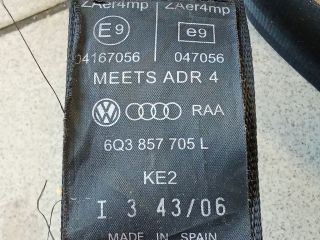 ZAer4mp ZAer4mp
E9 e9
04167056 047056
MEETS ADR 4
RAA
6Q3 857 705 L
KE2
I 3 43/06
MADE IN SPAIN